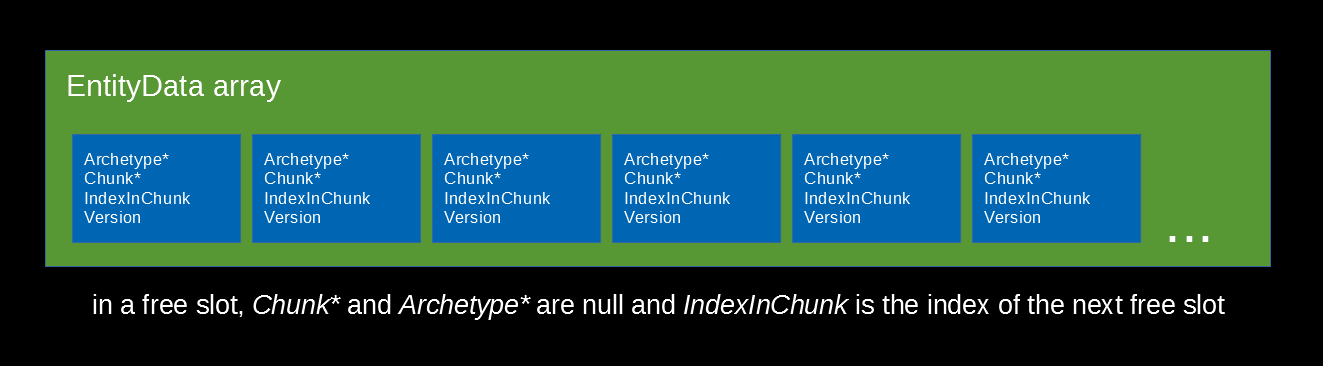 EntityData array
Archetype* Archetype* Archetype* Archetype* Archetype* Archetype*
Chunk* Chunk* Chunk* Chunk* Chunk* Chunk*
IndexInChunk IndexInChunk IndexInChunk IndexInChunk IndexInChunk IndexInChunk
Version Version Version Version Version Version
...
in a free slot, Chunk* and Archetype* are null and IndexInChunk is the index of the next free slot